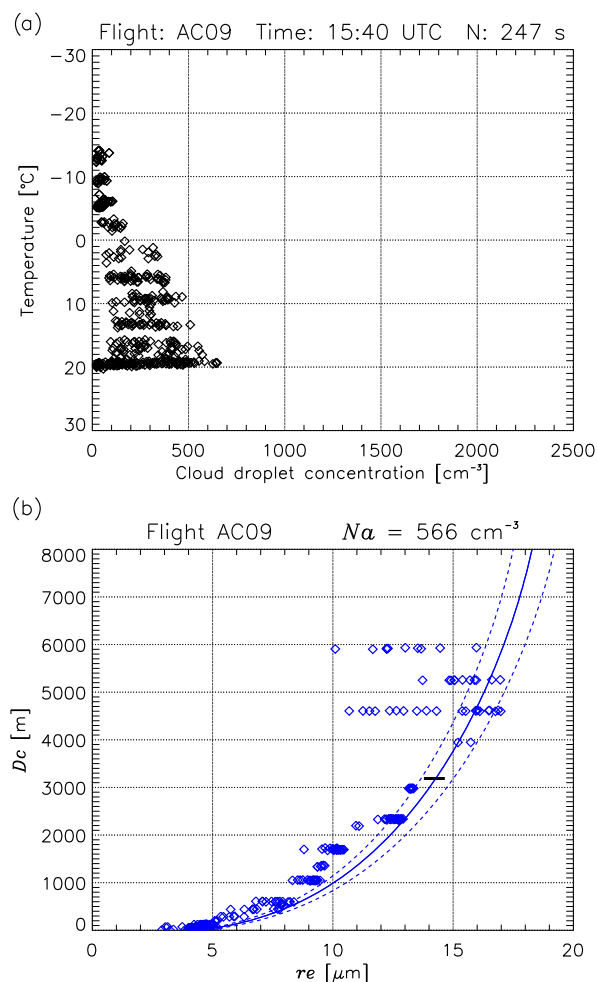 (a)
Flight: AC09 Time: 15:40 UTC N: 247 s
−30
−20
−10
0
10
20
30
Temperature [°C]
0 500 1000 1500 2000 2500
Cloud droplet concentration [cm⁻³]
(b)
Flight AC09 Na = 566 cm⁻³
8000
7000
6000
5000
4000
3000
2000
1000
0
Dc [m]
0 5 10 15 20
re [μm]